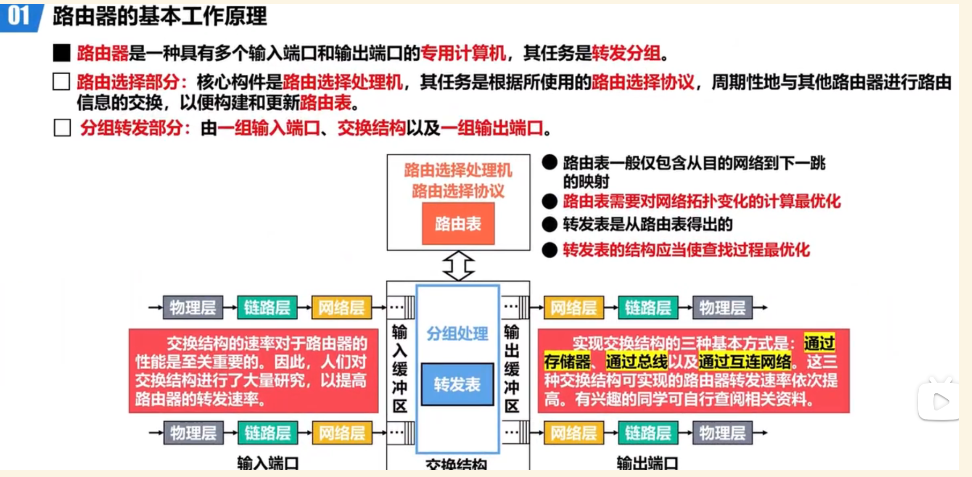 01 路由器的基本工作原理
路由器是一种具有多个输入端口和输出端口的专用计算机，其任务是转发分组。
路由选择部分：核心构件是路由选择处理机，其任务是根据所使用的路由选择协议，周期性地与其他路由器进行路由
信息的交换，以便构建和更新路由表。
分组转发部分：由一组输入端口、交换结构以及一组输出端口。
路由选择处理机
路由选择协议
路由表
路由表一般仅包含从目的网络到下一跳
的映射
路由表需要对网络拓扑变化的计算最优化
转发表是从路由表得出的
转发表的结构应当使查找过程最优化
物理层 链路层 网络层 ... ... 网络层 链路层 物理层
交换结构的速率对于路由器的
性能是至关重要的。因此，人们对
交换结构进行了大量研究，以提高
路由器的转发速率。
输入缓冲区
分组处理
转发表
输出缓冲区
实现交换结构的三种基本方式是：通过
存储器、通过总线以及通过互连网络。这三
种交换结构可实现的路由器转发速率依次提
高。有兴趣的同学可自行查阅相关资料。
物理层 链路层 网络层 ... ... 网络层 链路层 物理层
输入端口 交换结构 输出端口